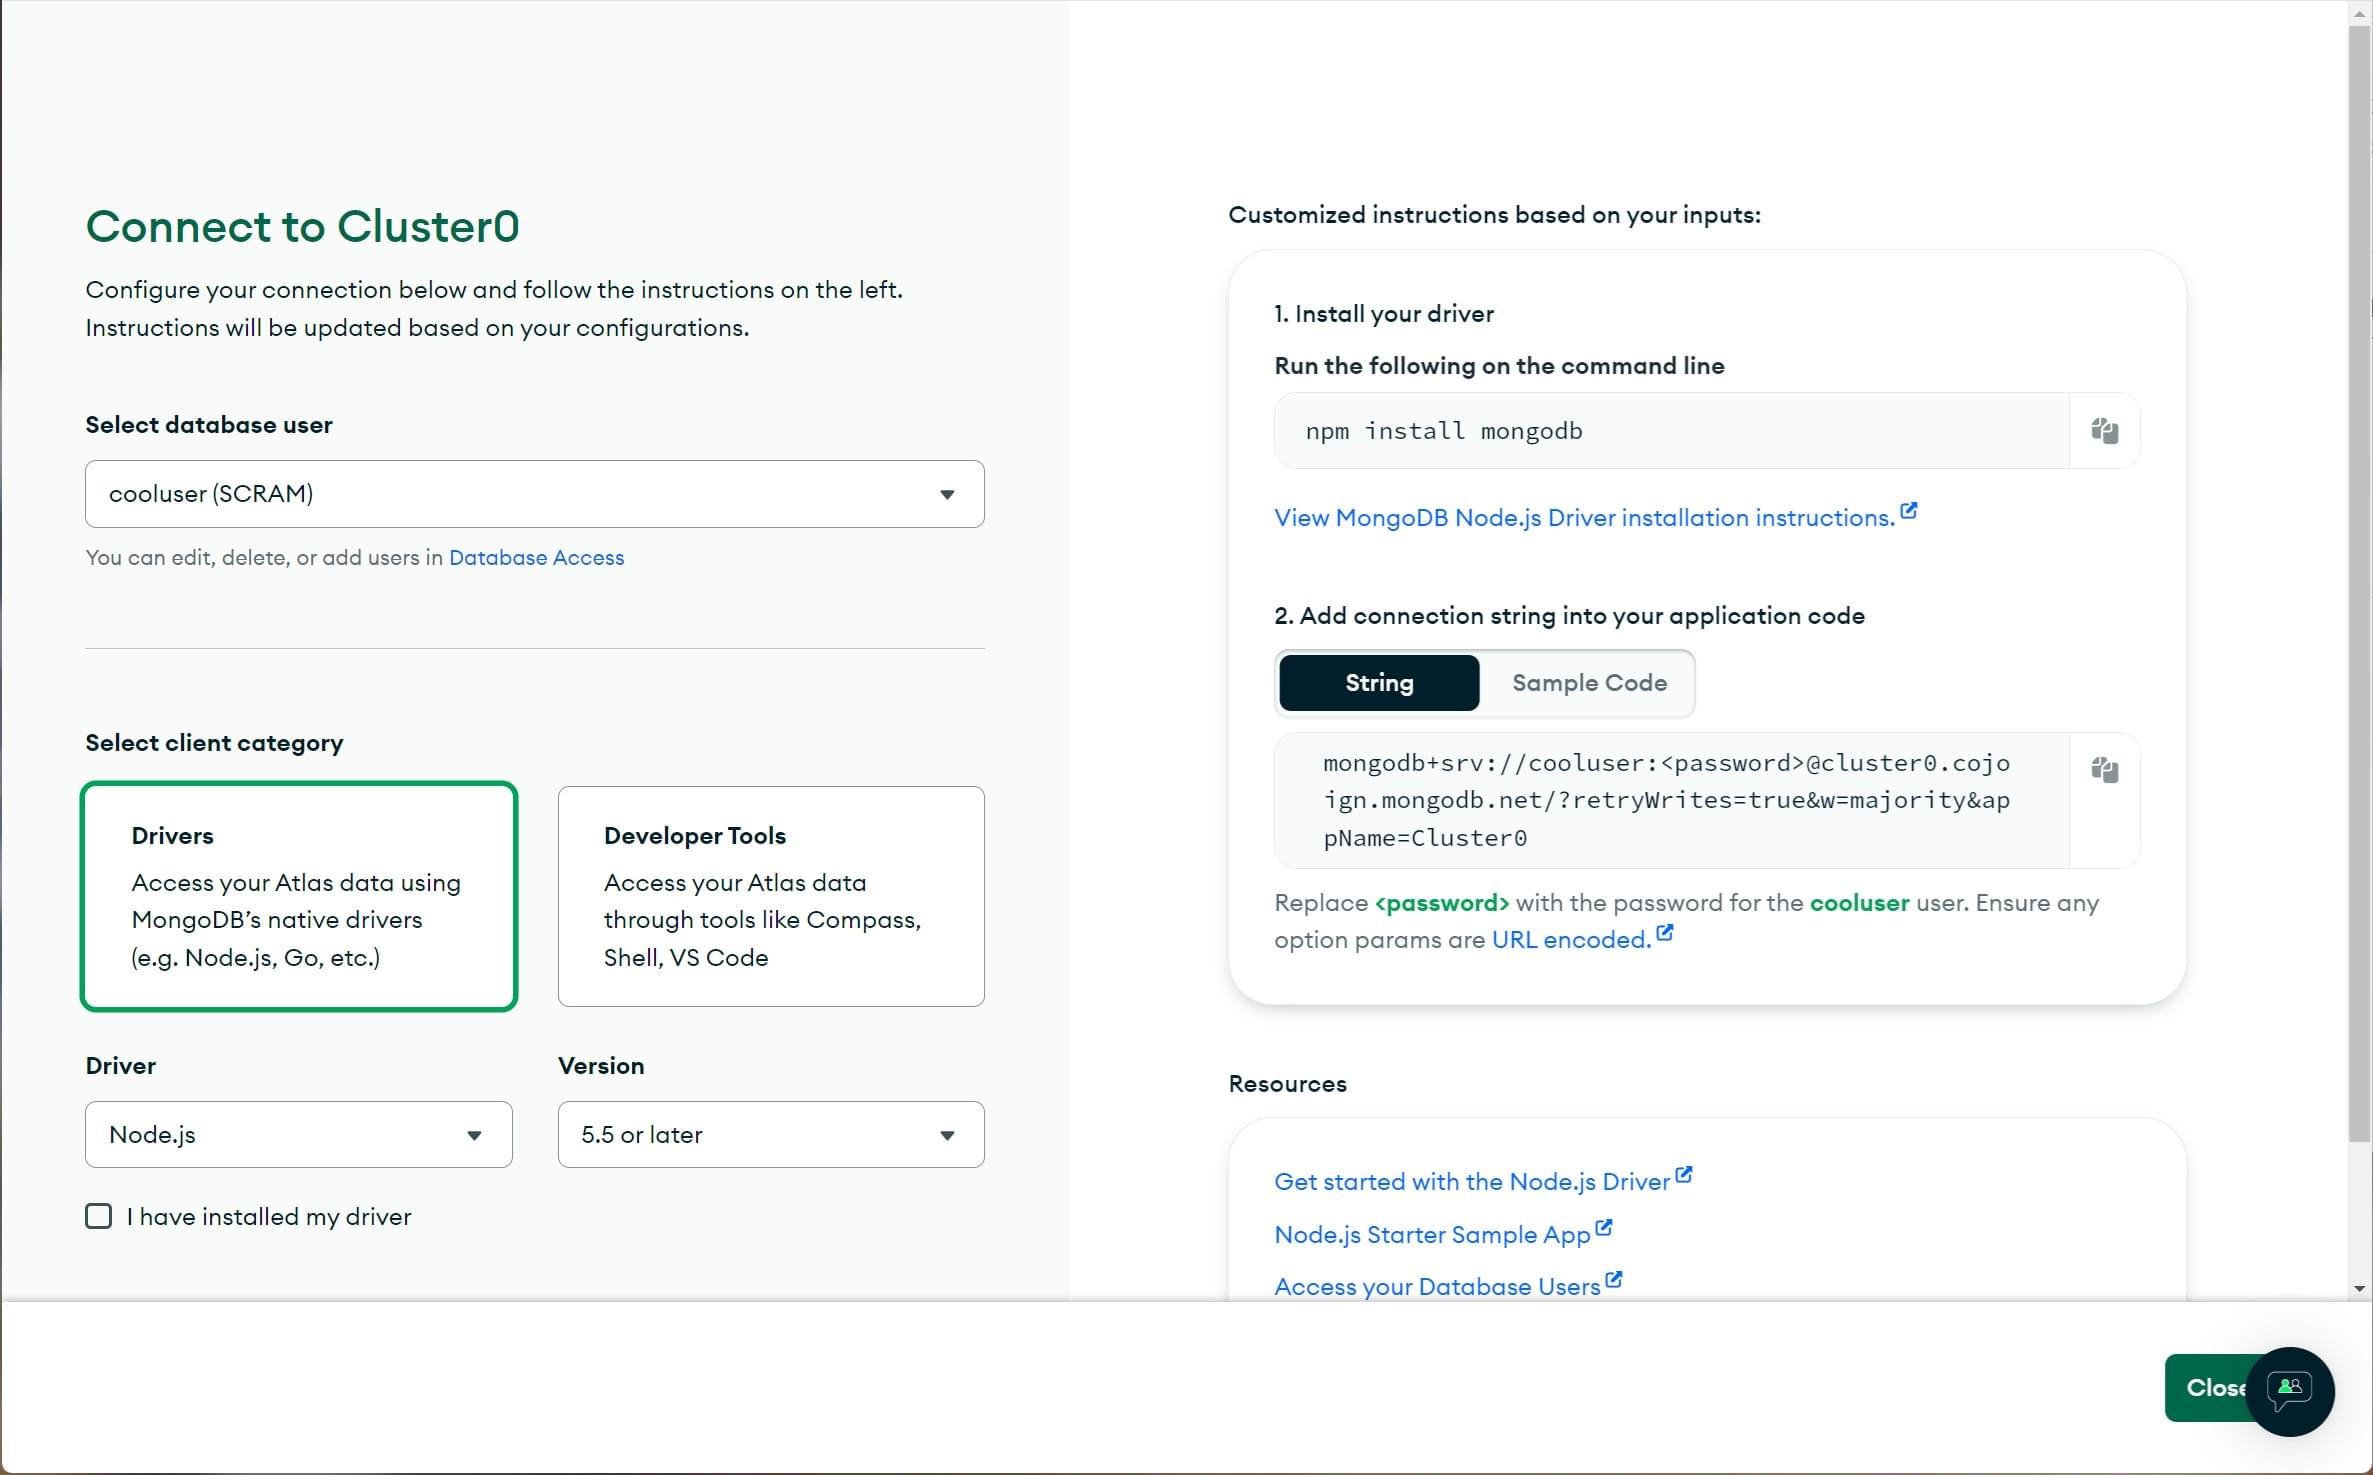 Connect to Cluster0
Configure your connection below and follow the instructions on the left.
Instructions will be updated based on your configurations.
Select database user
cooluser (SCRAM)
You can edit, delete, or add users in Database Access
Select client category
Drivers
Access your Atlas data using
MongoDB’s native drivers
(e.g. Node.js, Go, etc.)
Developer Tools
Access your Atlas data
through tools like Compass,
Shell, VS Code
Driver
Version
Node.js
5.5 or later
I have installed my driver
Customized instructions based on your inputs:
1. Install your driver
Run the following on the command line
npm install mongodb
View MongoDB Node.js Driver installation instructions.
2. Add connection string into your application code
String
Sample Code
mongodb+srv://cooluser:<password>@cluster0.cojo
ign.mongodb.net/?retryWrites=true&w=majority&ap
pName=Cluster0
Replace <password> with the password for the cooluser user. Ensure any
option params are URL encoded.
Resources
Get started with the Node.js Driver
Node.js Starter Sample App
Access your Database Users
Close